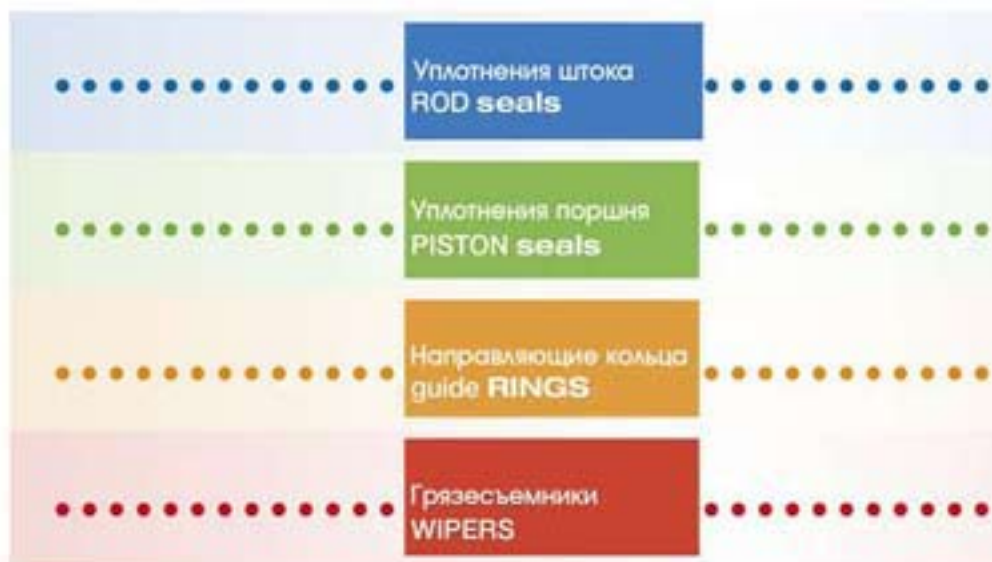 Уплотнения штока
ROD seals
Уплотнения поршня
PISTON seals
Направляющие кольца
guide RINGS
Грязесъемники
WIPERS